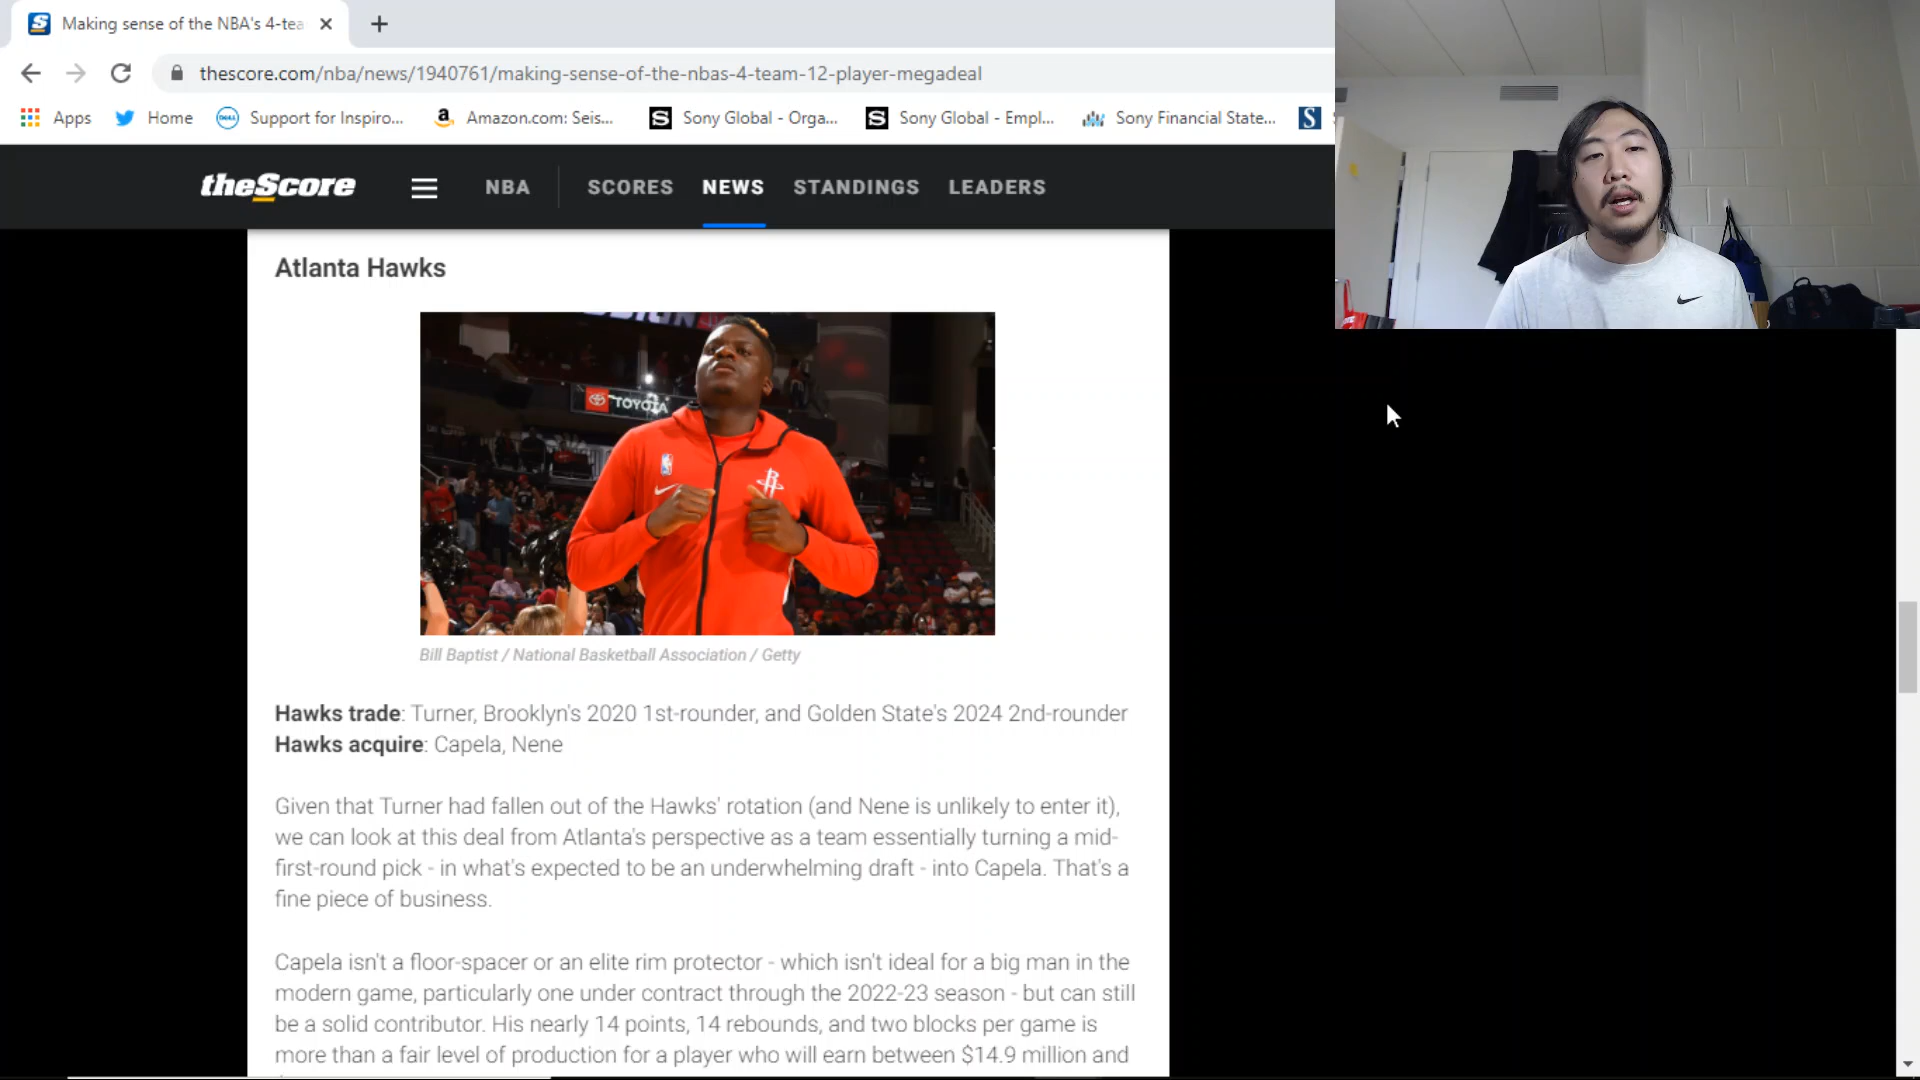 Making sense of the NBA's 4-tea
thescore.com/nba/news/1940761/making-sense-of-the-nbas-4-team-12-player-megadeal
Apps Home Support for Inspiro... Amazon.com: Seis... Sony Global - Orga... Sony Global - Empl... Sony Financial State...
theScore NBA SCORES NEWS STANDINGS LEADERS
Atlanta Hawks
TOYOTA
Bill Baptist / National Basketball Association / Getty
Hawks trade: Turner, Brooklyn's 2020 1st-rounder, and Golden State's 2024 2nd-rounder
Hawks acquire: Capela, Nene
Given that Turner had fallen out of the Hawks' rotation (and Nene is unlikely to enter it),
we can look at this deal from Atlanta's perspective as a team essentially turning a mid-
first-round pick - in what's expected to be an underwhelming draft - into Capela. That's a
fine piece of business.
Capela isn't a floor-spacer or an elite rim protector - which isn't ideal for a big man in the
modern game, particularly one under contract through the 2022-23 season - but can still
be a solid contributor. His nearly 14 points, 14 rebounds, and two blocks per game is
more than a fair level of production for a player who will earn between $14.9 million and